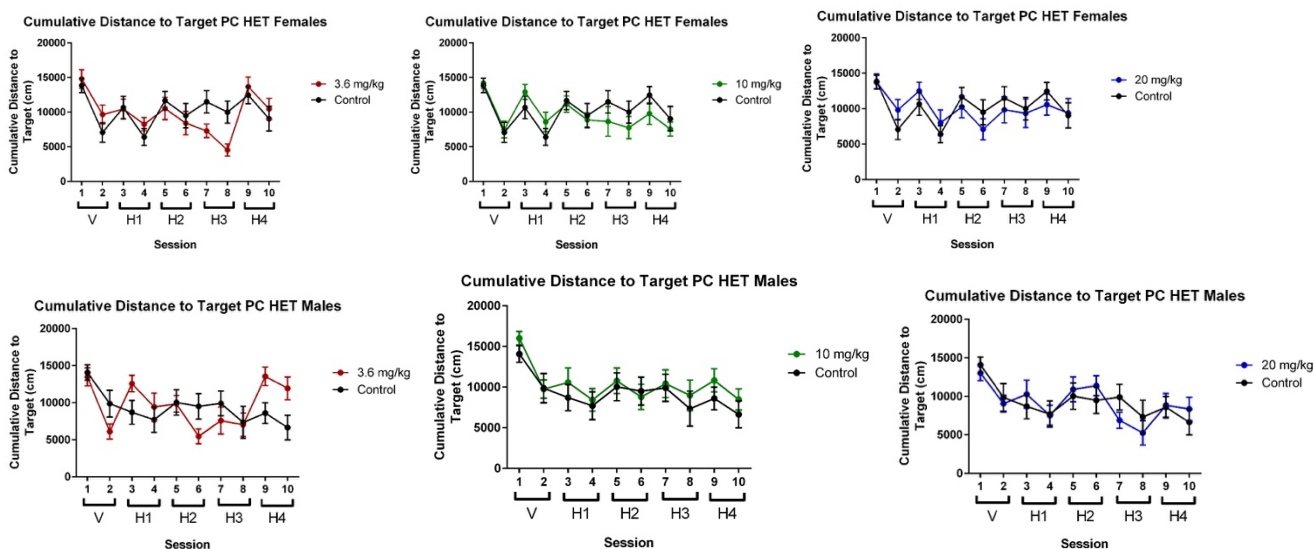 Cumulative Distance to Target PC HET Females
Cumulative Distance to
Target (cm)
20000
15000
10000
5000
0
3.6 mg/kg
Control
1 2 3 4 5 6 7 8 9 10
V H1 H2 H3 H4
Session
Cumulative Distance to Target PC HET Females
Cumulative Distance to
Target (cm)
20000
15000
10000
5000
0
10 mg/kg
Control
1 2 3 4 5 6 7 8 9 10
V H1 H2 H3 H4
Session
Cumulative Distance to Target PC HET Females
Cumulative Distance to
Target (cm)
20000
15000
10000
5000
0
20 mg/kg
Control
1 2 3 4 5 6 7 8 9 10
V H1 H2 H3 H4
Session
Cumulative Distance to Target PC HET Males
Cumulative Distance to
Target (cm)
20000
15000
10000
5000
0
3.6 mg/kg
Control
1 2 3 4 5 6 7 8 9 10
V H1 H2 H3 H4
Session
Cumulative Distance to Target PC HET Males
Cumulative Distance to
Target (cm)
20000
15000
10000
5000
0
10 mg/kg
Control
1 2 3 4 5 6 7 8 9 10
V H1 H2 H3 H4
Session
Cumulative Distance to Target PC HET Males
Cumulative Distance to
Target (cm)
20000
15000
10000
5000
0
20 mg/kg
Control
1 2 3 4 5 6 7 8 9 10
V H1 H2 H3 H4
Session